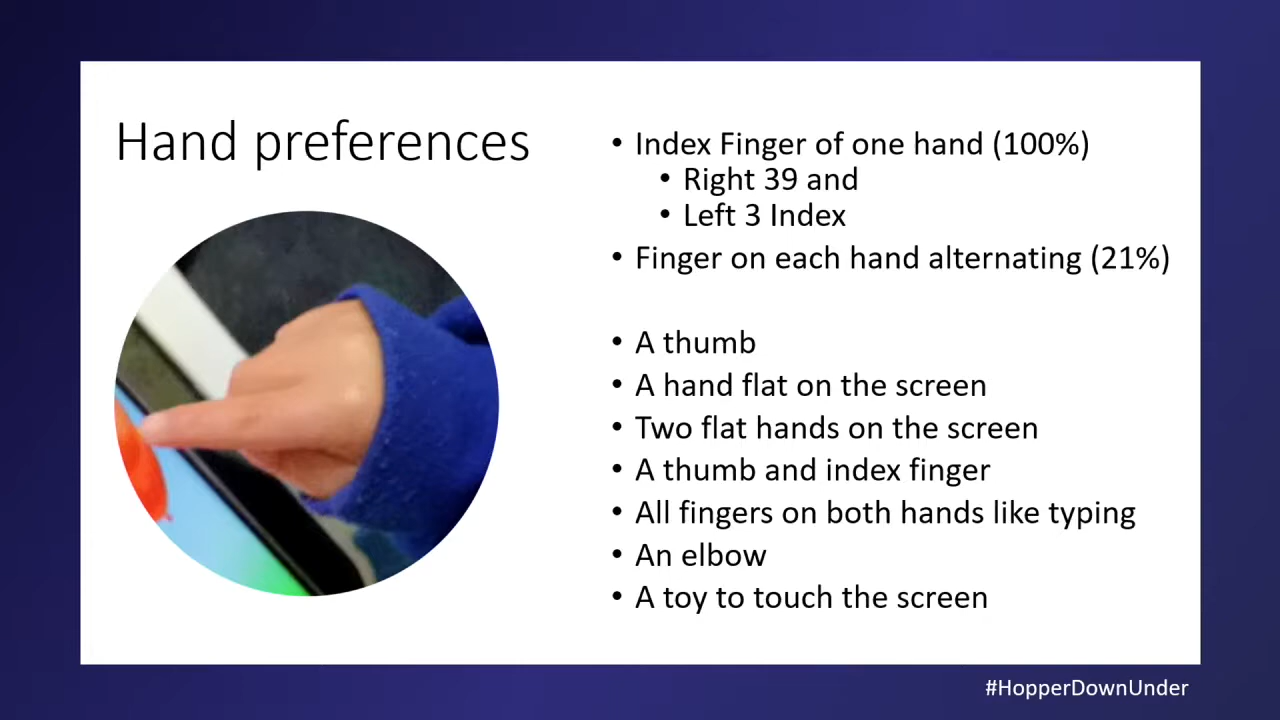 Hand preferences
• Index Finger of one hand (100%)
• Right 39 and
• Left 3 Index
• Finger on each hand alternating (21%)
• A thumb
• A hand flat on the screen
• Two flat hands on the screen
• A thumb and index finger
• All fingers on both hands like typing
• An elbow
• A toy to touch the screen
#HopperDownUnder